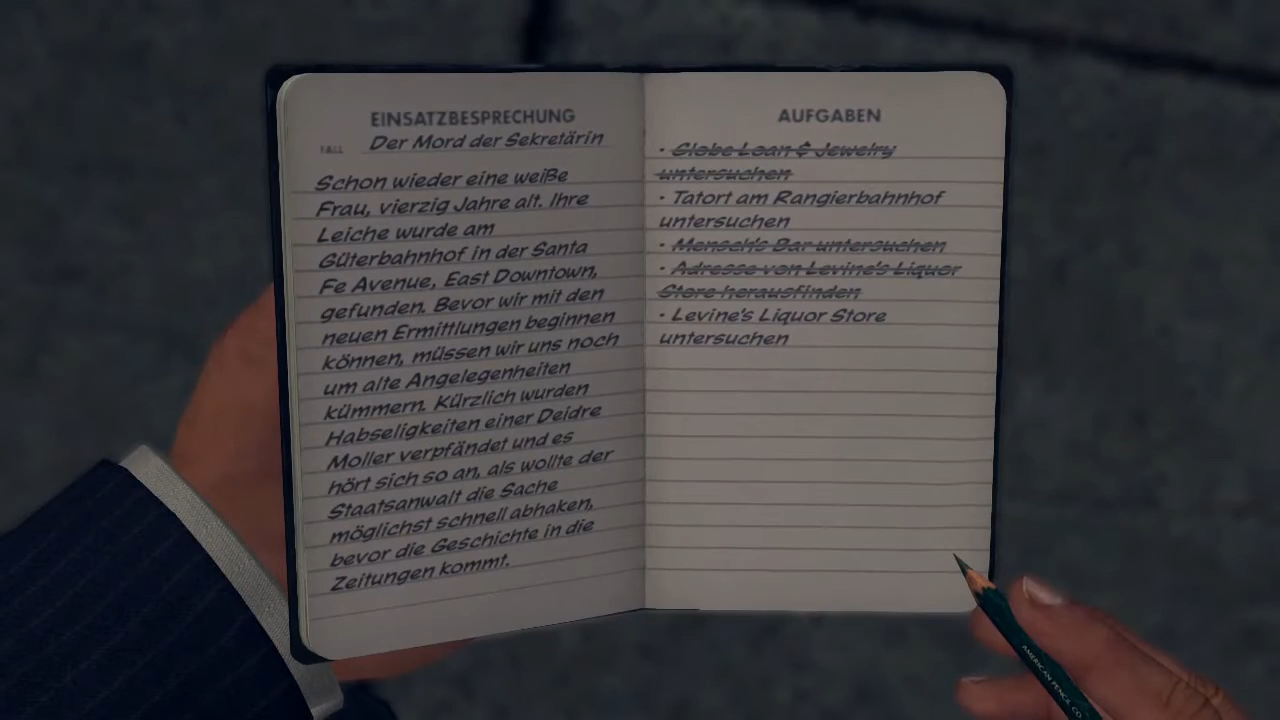 EINSATZBESPRECHUNG
FALL Der Mord der Sekretärin
Schon wieder eine weiße
Frau, vierzig Jahre alt. Ihre
Leiche wurde am
Güterbahnhof in der Santa
Fe Avenue, East Downtown,
gefunden. Bevor wir mit den
neuen Ermittlungen beginnen
können, müssen wir uns noch
um alte Angelegenheiten
kümmern. Kürzlich wurden
Habseligkeiten einer Deidre
Moller verpfändet und es
hört sich so an, als wollte der
Staatsanwalt die Sache
möglichst schnell abhaken,
bevor die Geschichte in die
Zeitungen kommt.
AUFGABEN
· Globe Loan & Jewelry
untersuchen
· Tatort am Rangierbahnhof
untersuchen
· Mensch's Bar untersuchen
· Adresse von Levine's Liquor
Store herausfinden
· Levine's Liquor Store
untersuchen
AMERICAN PENCIL CO.